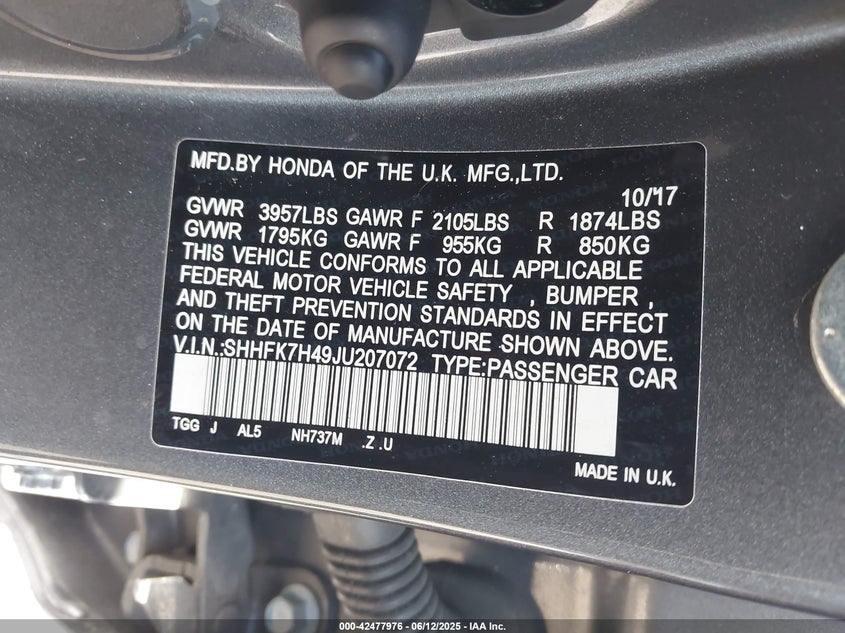 MFD.BY HONDA OF THE U.K. MFG.,LTD.
10/17
GVWR 3957LBS GAWR F 2105LBS R 1874LBS
GVWR 1795KG GAWR F 955KG R 850KG
THIS VEHICLE CONFORMS TO ALL APPLICABLE
FEDERAL MOTOR VEHICLE SAFETY , BUMPER ,
AND THEFT PREVENTION STANDARDS IN EFFECT
ON THE DATE OF MANUFACTURE SHOWN ABOVE.
V.I.N.:SHHFK7H49JU207072 TYPE:PASSENGER CAR
TGG J AL5 NH737M .Z .U
MADE IN U.K.
000-42477976 - 06/12/2025 - IAA Inc.